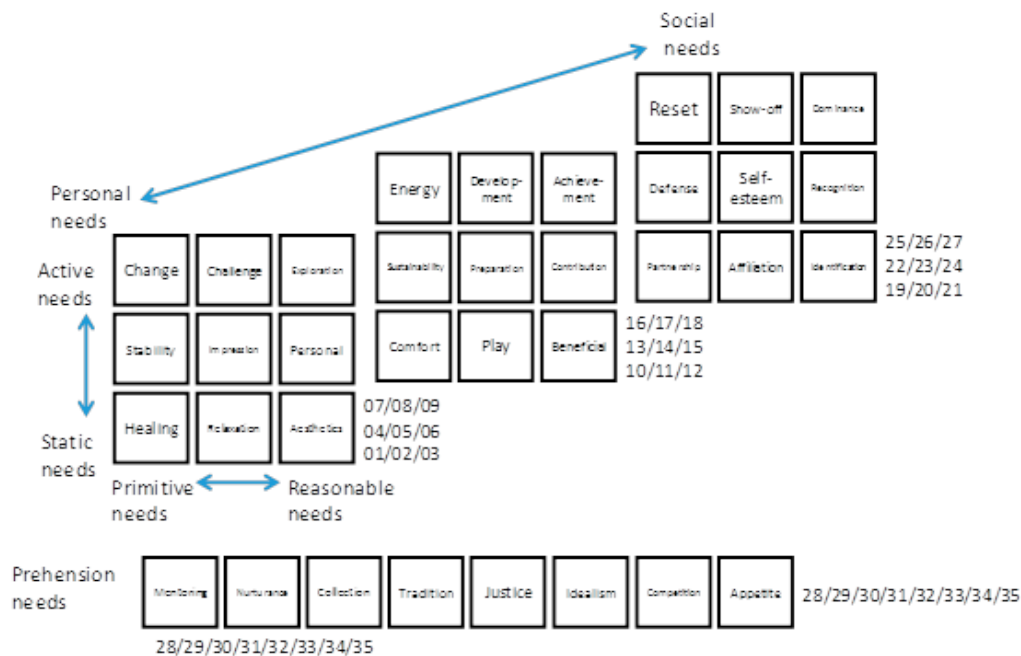 Social
needs
Reset
Show-off
Dominance
Defense
Self-
esteem
Recognition
Partnership
Affiliation
Identification
25/26/27
22/23/24
19/20/21
Energy
Develop-
ment
Achieve-
ment
Sustainability
Preparation
Contribution
Comfort
Play
Beneficial
16/17/18
13/14/15
10/11/12
Personal
needs
Active
needs
Change
Challenge
Exploration
Stability
Impression
Personal
Healing
Relaxation
Aesthetics
07/08/09
04/05/06
01/02/03
Static
needs
Primitive
needs
Reasonable
needs
Prehension
needs
Monitoring
Nurturance
Collection
Tradition
Justice
Idealism
Competition
Appetite
28/29/30/31/32/33/34/35
28/29/30/31/32/33/34/35